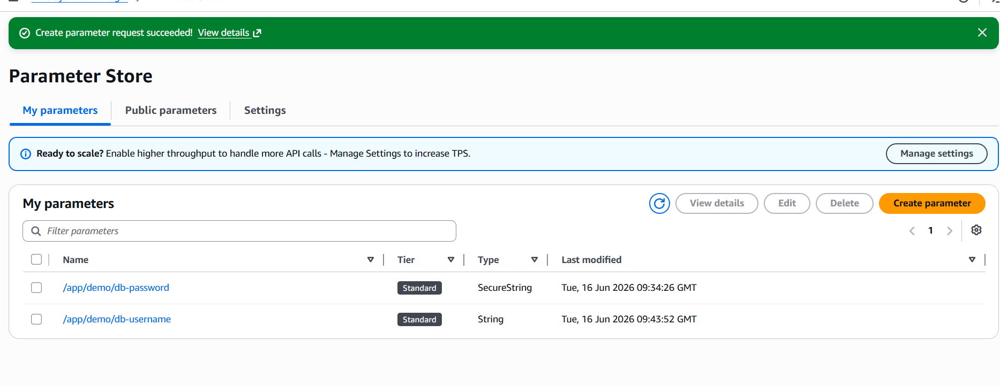 Create parameter request succeeded! View details
Parameter Store
My parameters
Public parameters
Settings
Ready to scale? Enable higher throughput to handle more API calls - Manage Settings to increase TPS.
Manage settings
My parameters
View details
Edit
Delete
Create parameter
Filter parameters
1
Name Tier Type Last modified
/app/demo/db-password Standard SecureString Tue, 16 Jun 2026 09:34:26 GMT
/app/demo/db-username Standard String Tue, 16 Jun 2026 09:43:52 GMT